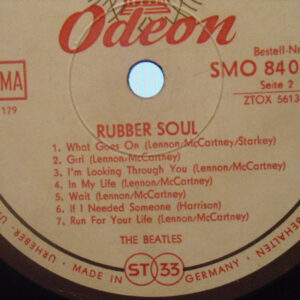 Odeon
Bestell-Nr
SMO 840
MA
Seite 2
179
ZTOX 5613
RUBBER SOUL
1. What Goes On (Lennon/McCartney/Starkey)
2. Girl (Lennon/McCartney)
3. I'm Looking Through You (Lennon/McCartney)
4. In My Life (Lennon/McCartney)
5. Wait (Lennon/McCartney)
6. If I Needed Someone (Harrison)
7. Run For Your Life (Lennon/McCartney)
THE BEATLES
URHEBER- U
MADE IN ST 33 GERMANY
EHALTEN